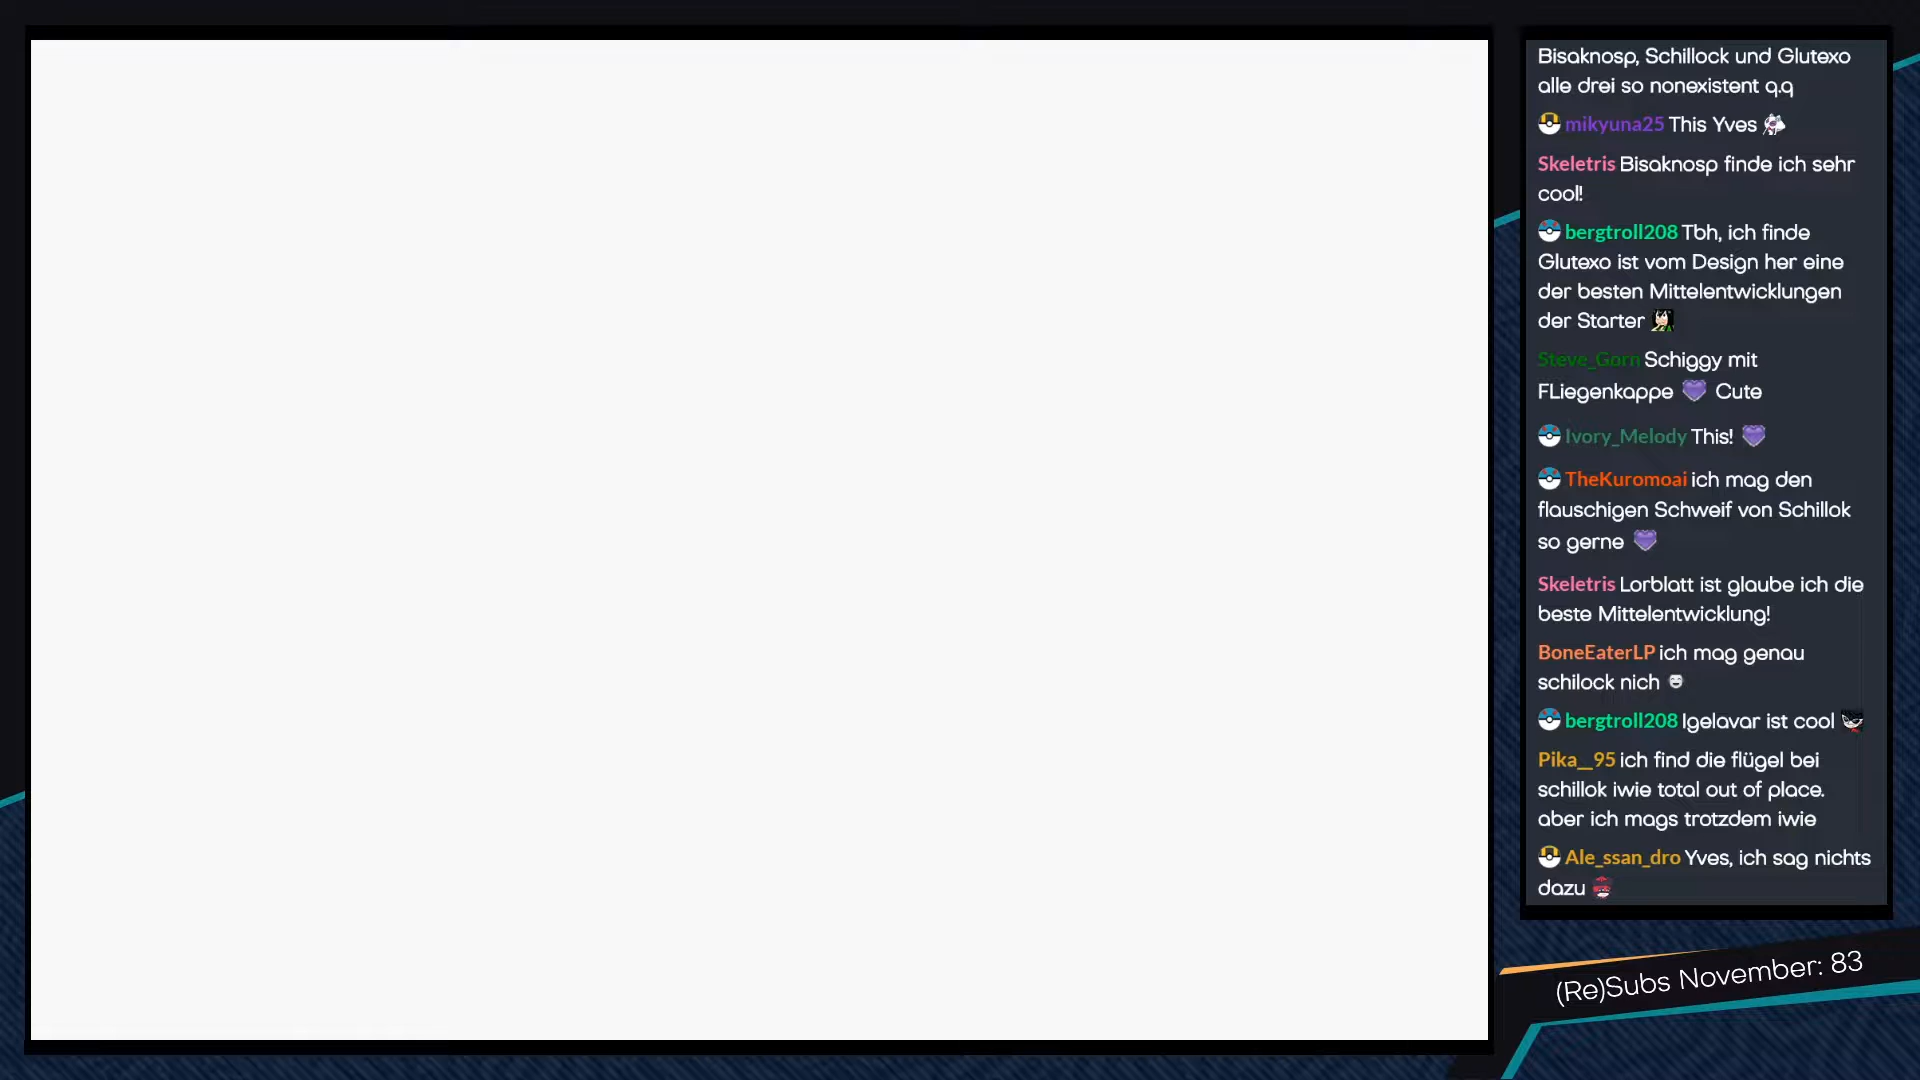 Bisaknosp, Schillock und Glutexo
alle drei so nonexistent q.q
mikyuna25 This Yves
Skeletris Bisaknosp finde ich sehr
cool!
bergtroll208 Tbh, ich finde
Glutexo ist vom Design her eine
der besten Mittelentwicklungen
der Starter
Steve_Gorn Schiggy mit
FLiegenkappe Cute
Ivory_Melody This!
TheKuromoai ich mag den
flauschigen Schweif von Schillok
so gerne
Skeletris Lorblatt ist glaube ich die
beste Mittelentwicklung!
BoneEaterLP ich mag genau
schilock nich
bergtroll208 Igelavar ist cool
Pika__95 ich find die flügel bei
schillok iwie total out of place.
aber ich mags trotzdem iwie
Ale_ssan_dro Yves, ich sag nichts
dazu
(Re)Subs November: 83